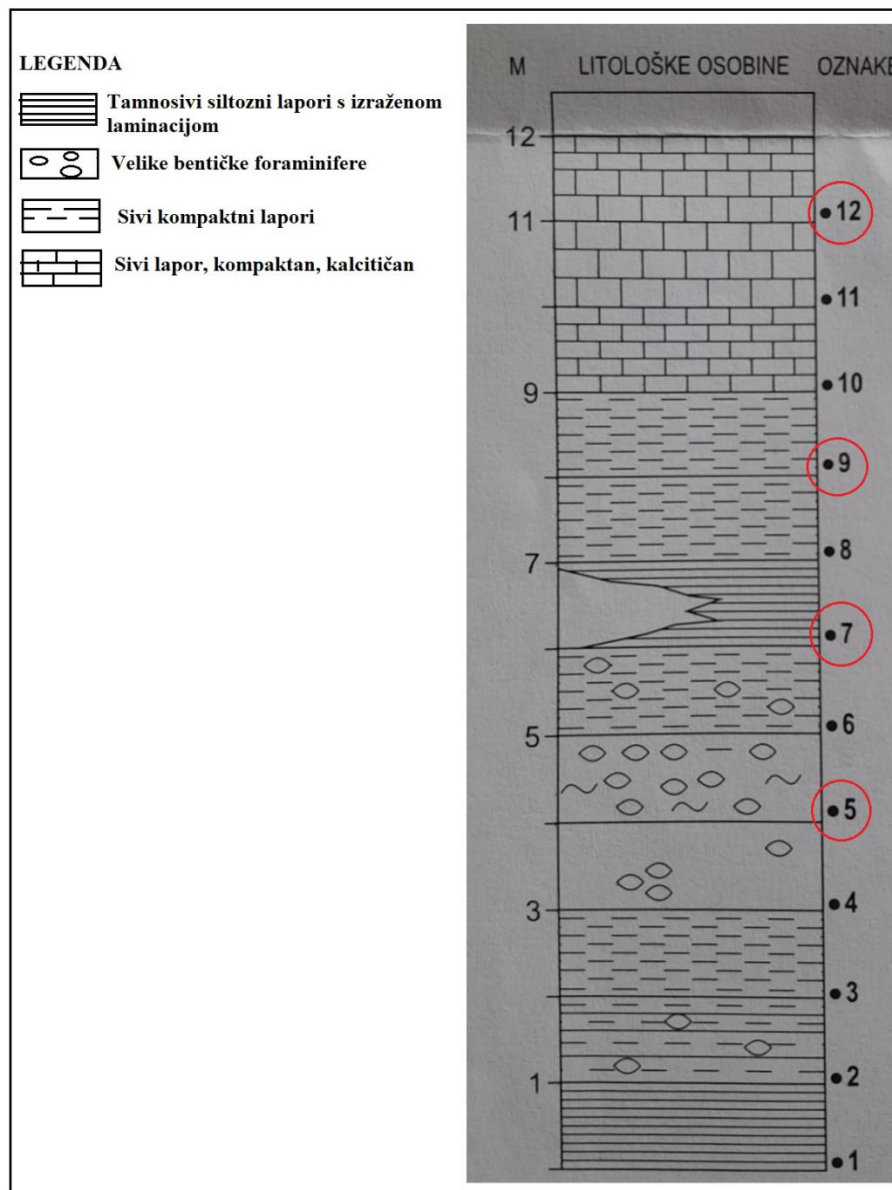 LEGENDA
Tamnosivi siltozni lapori s izraženom
laminacijom
Velike bentičke foraminifere
Sivi kompaktni lapori
Sivi lapor, kompaktan, kalcitičan
M LITOLOŠKE OSOBINE OZNAKE
12
12
11
11
10
9
9
8
7
7
6
5
5
4
3
3
2
1
1